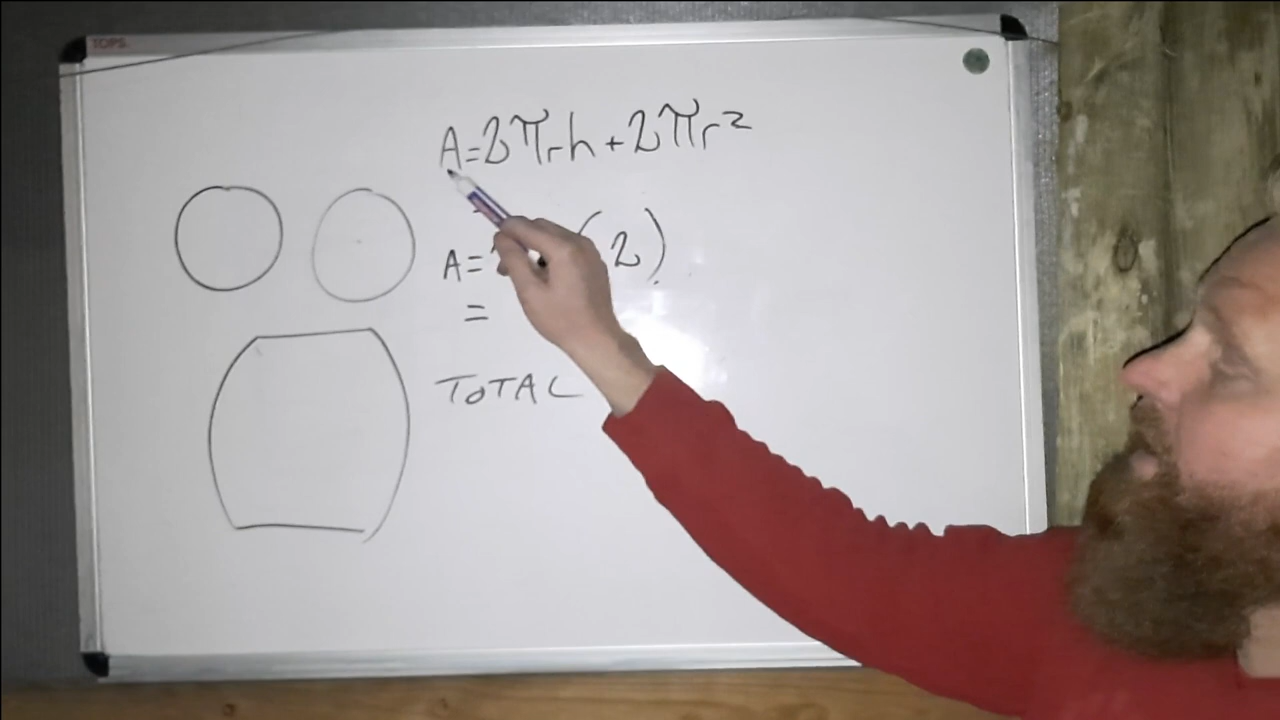 TOPS
A=2πrh+2πr²
A= (2)
=
TOTAL